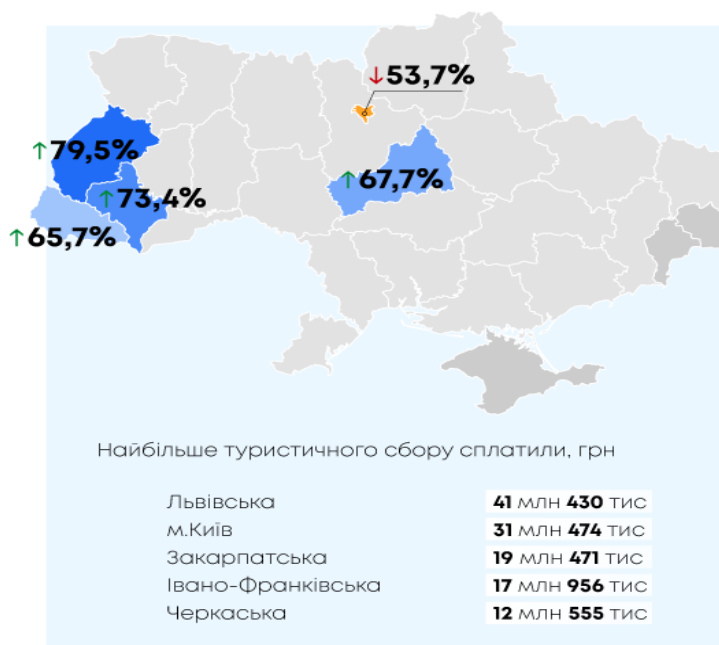 ↓53,7%
↑79,5%
↑73,4%
↑67,7%
↑65,7%
Найбільше туристичного сбору сплатили, грн
Львівська 41 млн 430 тис
м.Київ 31 млн 474 тис
Закарпатська 19 млн 471 тис
Івано-Франківська 17 млн 956 тис
Черкаська 12 млн 555 тис